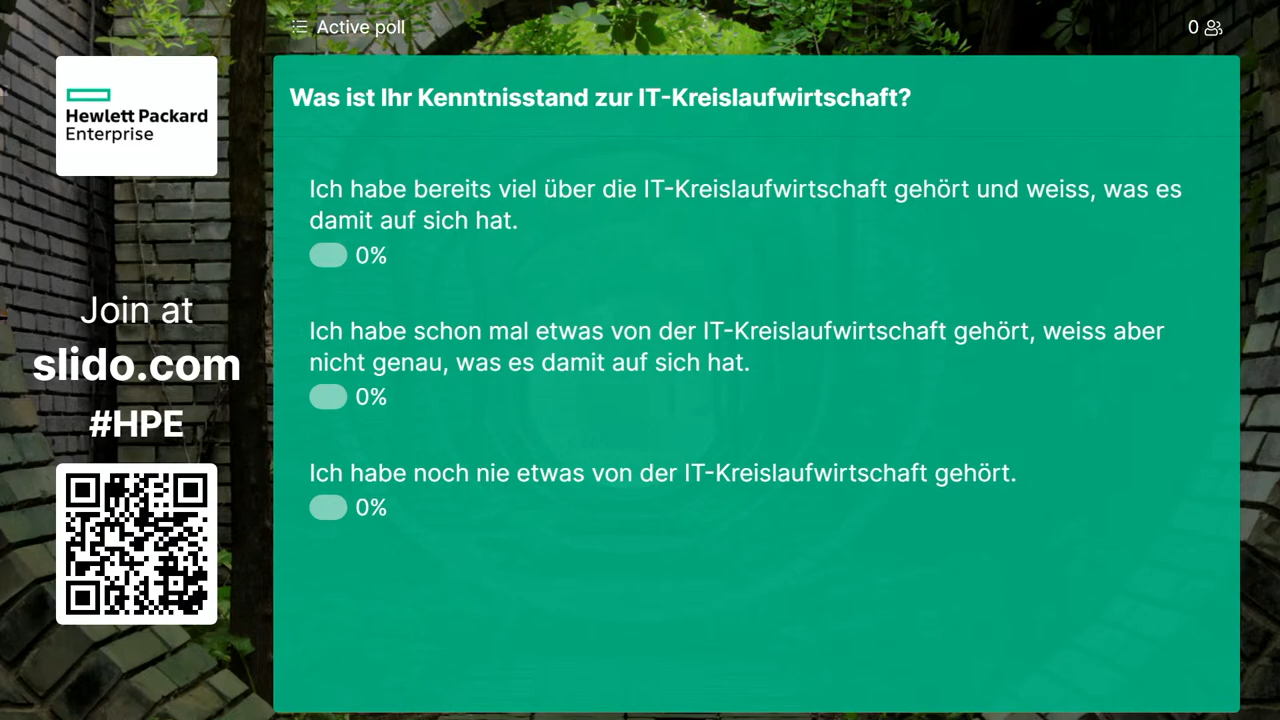 Active poll
0
Hewlett Packard
Enterprise
Join at
slido.com
#HPE
Was ist Ihr Kenntnisstand zur IT-Kreislaufwirtschaft?
Ich habe bereits viel über die IT-Kreislaufwirtschaft gehört und weiss, was es
damit auf sich hat.
0%
Ich habe schon mal etwas von der IT-Kreislaufwirtschaft gehört, weiss aber
nicht genau, was es damit auf sich hat.
0%
Ich habe noch nie etwas von der IT-Kreislaufwirtschaft gehört.
0%